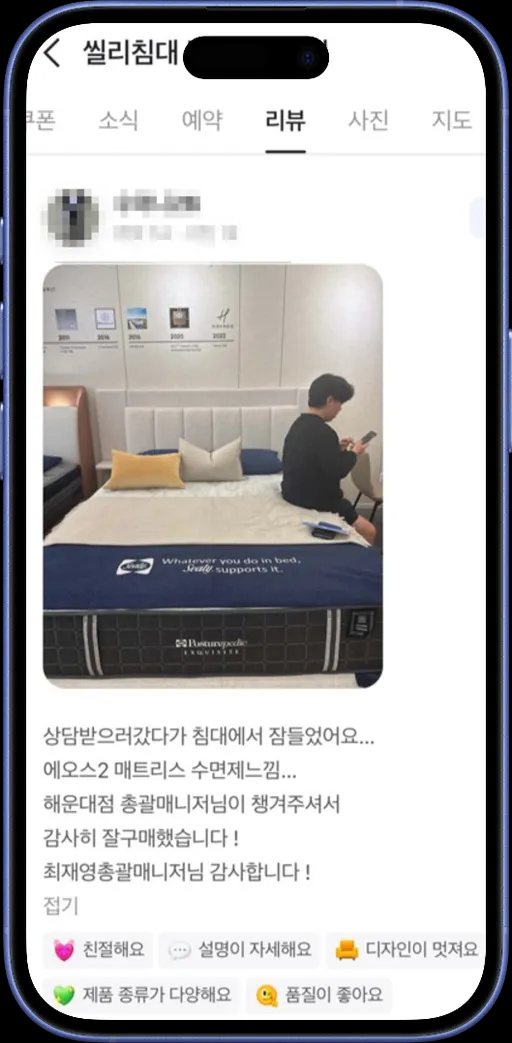 씰리침대
쿠폰 소식 예약 리뷰 사진 지도
2011 2016 2016 2020 2022
Sealy Whatever you do in bed,
Sealy supports it.
Posturepedic
EXQUISITE
상담받으러갔다가 침대에서 잠들었어요...
에오스2 매트리스 수면제느낌...
해운대점 총괄매니저님이 챙겨주셔서
감사히 잘구매했습니다 !
최재영총괄매니저님 감사합니다 !
접기
친절해요 설명이 자세해요 디자인이 멋져요
제품 종류가 다양해요 품질이 좋아요